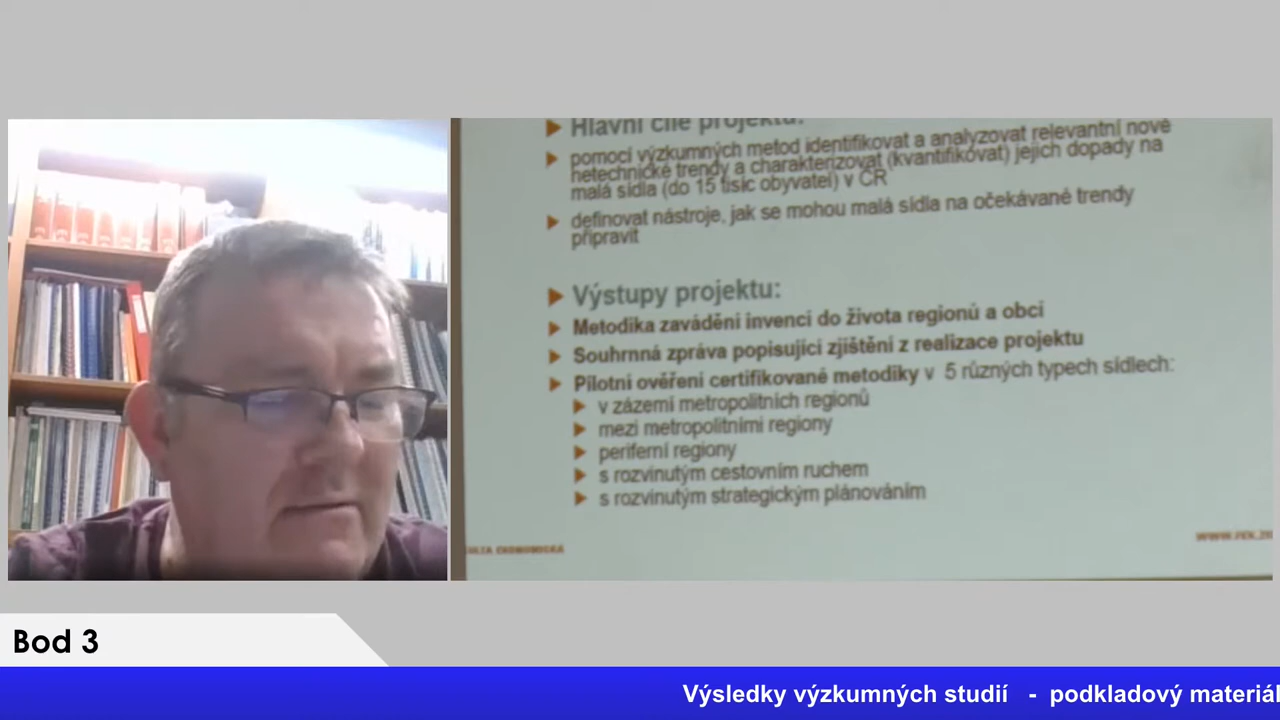 Hlavní cíle projektu:
pomocí výzkumných metod identifikovat a analyzovat relevantní nové
netechnické trendy a charakterizovat (kvantifikovat) jejich dopady na
malá sídla (do 15 tisíc obyvatel) v ČR
definovat nástroje, jak se mohou malá sídla na očekávané trendy
připravit
Výstupy projektu:
Metodika zavádění invencí do života regionů a obcí
Souhrnná zpráva popisující zjištění z realizace projektu
Pilotní ověření certifikované metodiky v 5 různých typech sídlech:
v zázemí metropolitních regionů
mezi metropolitními regiony
periferní regiony
s rozvinutým cestovním ruchem
s rozvinutým strategickým plánováním
Bod 3
Výsledky výzkumných studií - podkladový materiál